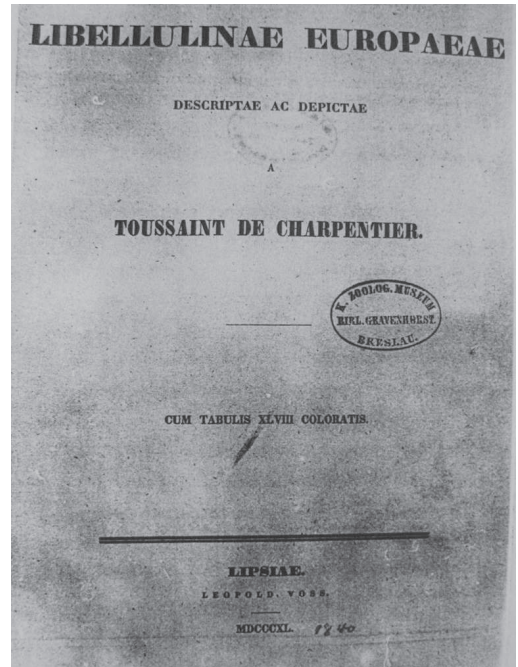 LIBELLULINAE EUROPAEAE
DESCRIPTAE AC DEPICTAE
A
TOUSSAINT DE CHARPENTIER.
K. ZOOLOG. MUSEUM
BIBL. GRAVENHORST.
BRESLAU.
CUM TABULIS XLVIII COLORATIS.
LIPSIAE.
LEOPOLD. VOSS.
MDCCCXL. 1840